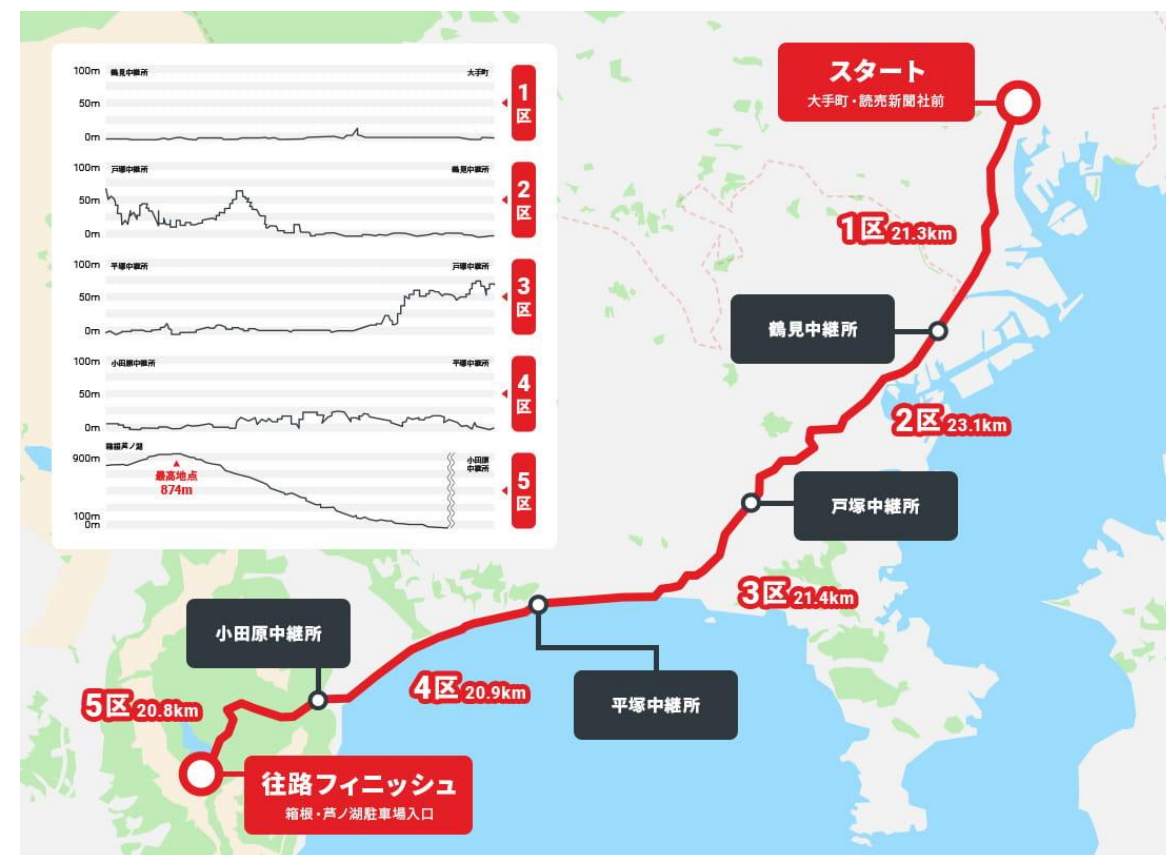 100m 鶴見中継所 大手町
50m
0m
1区
100m 戸塚中継所 鶴見中継所
50m
0m
2区
100m 平塚中継所 戸塚中継所
50m
0m
3区
100m 小田原中継所 平塚中継所
50m
0m
4区
箱根芦ノ湖
900m
小田原
中継所
最高地点
874m
100m
0m
5区
スタート
大手町・読売新聞社前
1区 21.3km
鶴見中継所
2区 23.1km
戸塚中継所
3区 21.4km
平塚中継所
4区 20.9km
小田原中継所
5区 20.8km
往路フィニッシュ
箱根・芦ノ湖駐車場入口